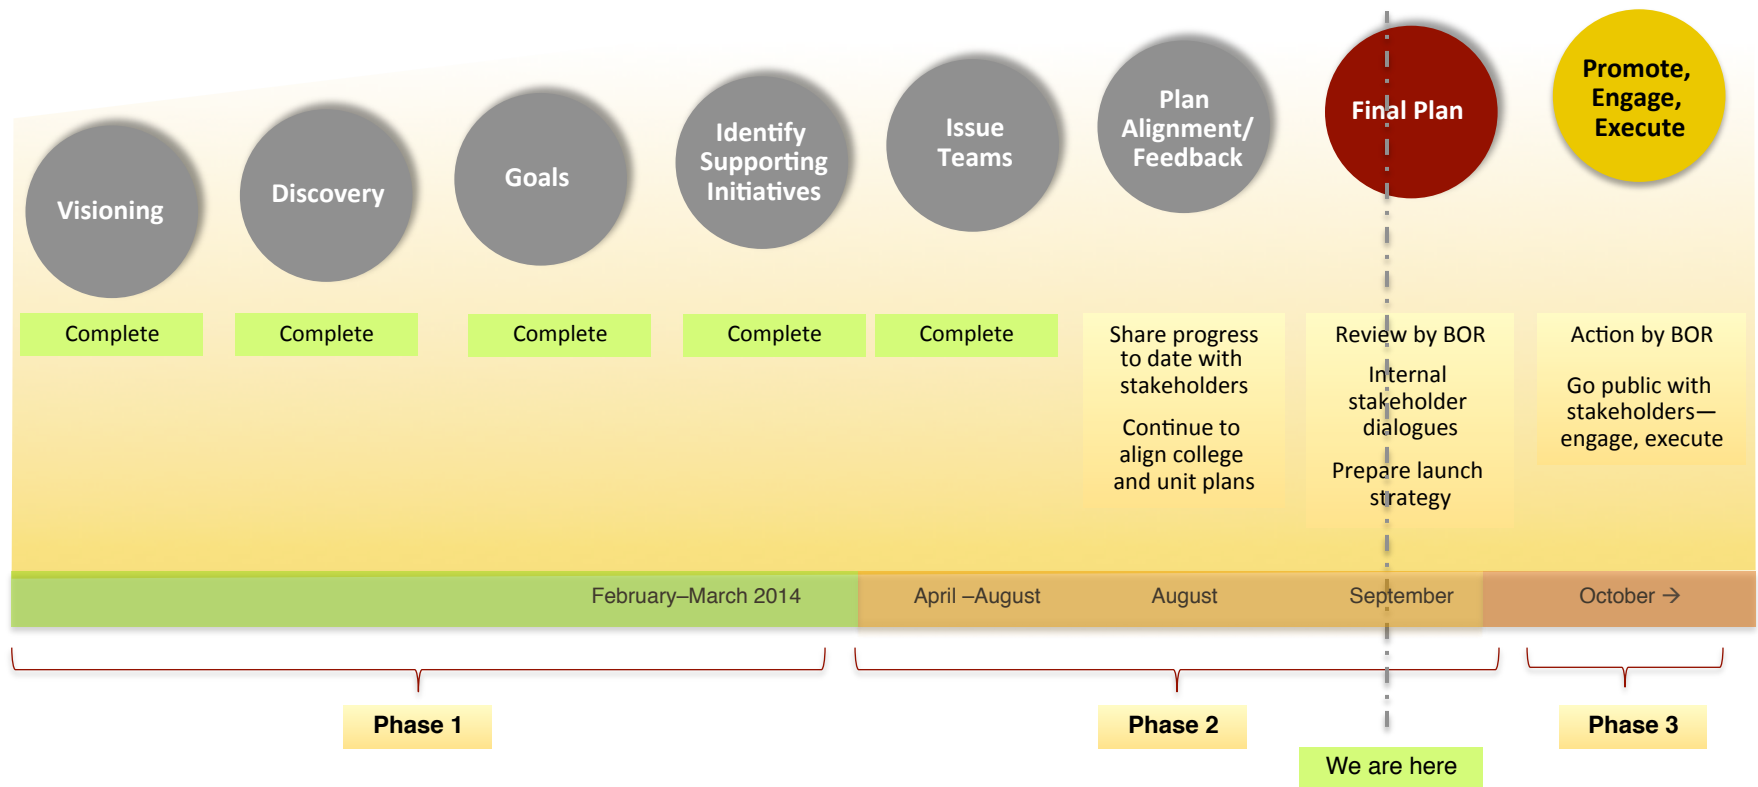 Visioning
Discovery
Goals
Identify
Supporting
Initiatives
Issue
Teams
Plan
Alignment/
Feedback
Final Plan
Promote,
Engage,
Execute
Complete
Complete
Complete
Complete
Complete
Share progress
to date with
stakeholders
Continue to
align college
and unit plans
Review by BOR
Internal
stakeholder
dialogues
Prepare launch
strategy
Action by BOR
Go public with
stakeholders—
engage, execute
February–March 2014
April –August
August
September
October →
Phase 1
Phase 2
Phase 3
We are here